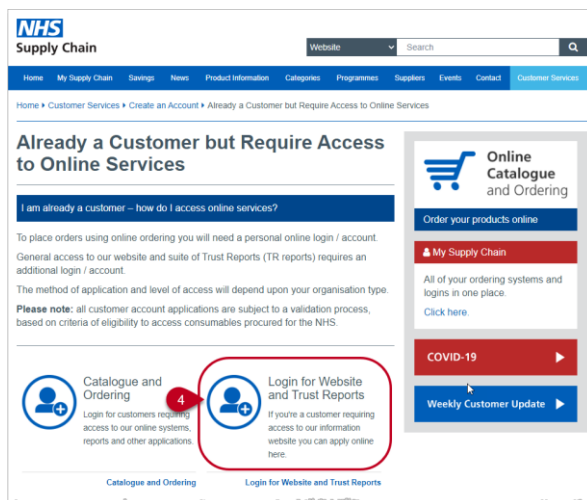 NHS
Supply Chain
Website
Search
Home My Supply Chain Savings News Product Information Categories Programmes Suppliers Events Contact Customer Services
Home Customer Services Create an Account Already a Customer but Require Access to Online Services
Already a Customer but Require Access
to Online Services
I am already a customer – how do I access online services?
To place orders using online ordering you will need a personal online login / account.
General access to our website and suite of Trust Reports (TR reports) requires an
additional login / account.
The method of application and level of access will depend upon your organisation type.
Please note: all customer account applications are subject to a validation process,
based on criteria of eligibility to access consumables procured for the NHS.
Catalogue and
Ordering
Login for customers requiring
access to our online systems,
reports and other applications.
Catalogue and Ordering
4
Login for Website
and Trust Reports
If you're a customer requiring
access to our information
website you can apply online
here.
Login for Website and Trust Reports
Online
Catalogue
and Ordering
Order your products online
My Supply Chain
All of your ordering systems and
logins in one place.
Click here.
COVID-19
Weekly Customer Update